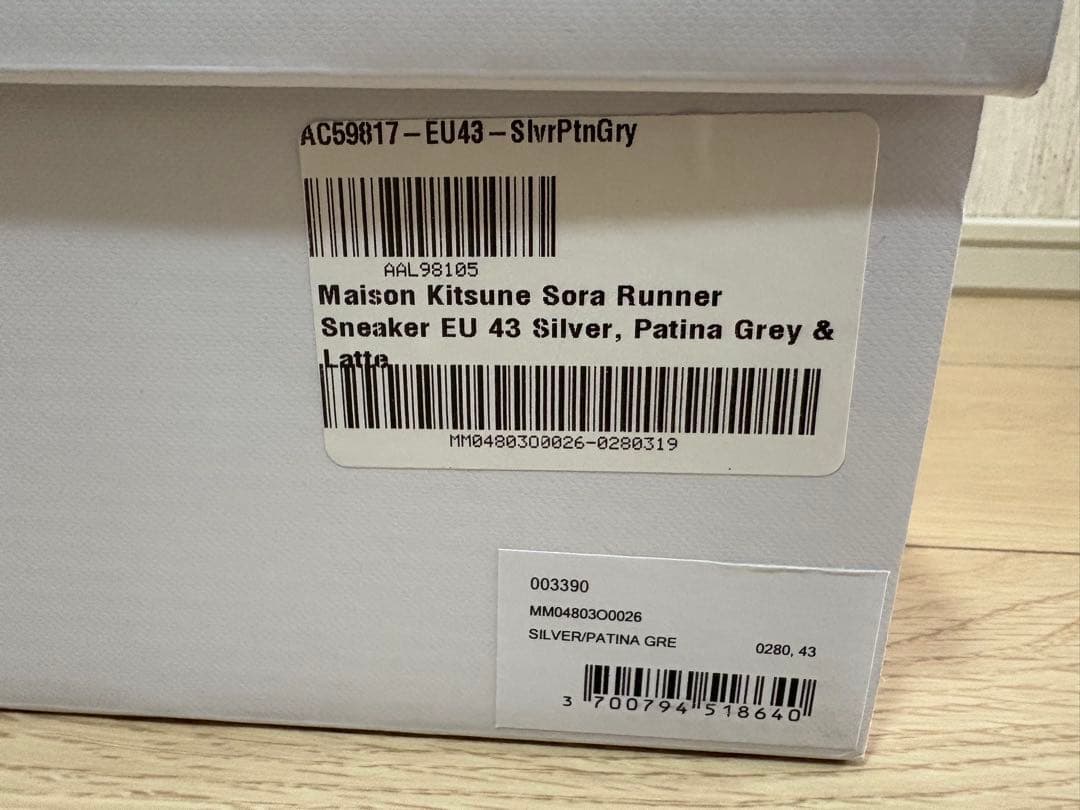 AC59817-EU43-SlvrPtnGry
AAL98105
Maison Kitsune Sora Runner
Sneaker EU 43 Silver, Patina Grey &
Latte
MM04803O0026-0280319
003390
MM04803O0026
SILVER/PATINA GRE
0280, 43
3 700794 518640